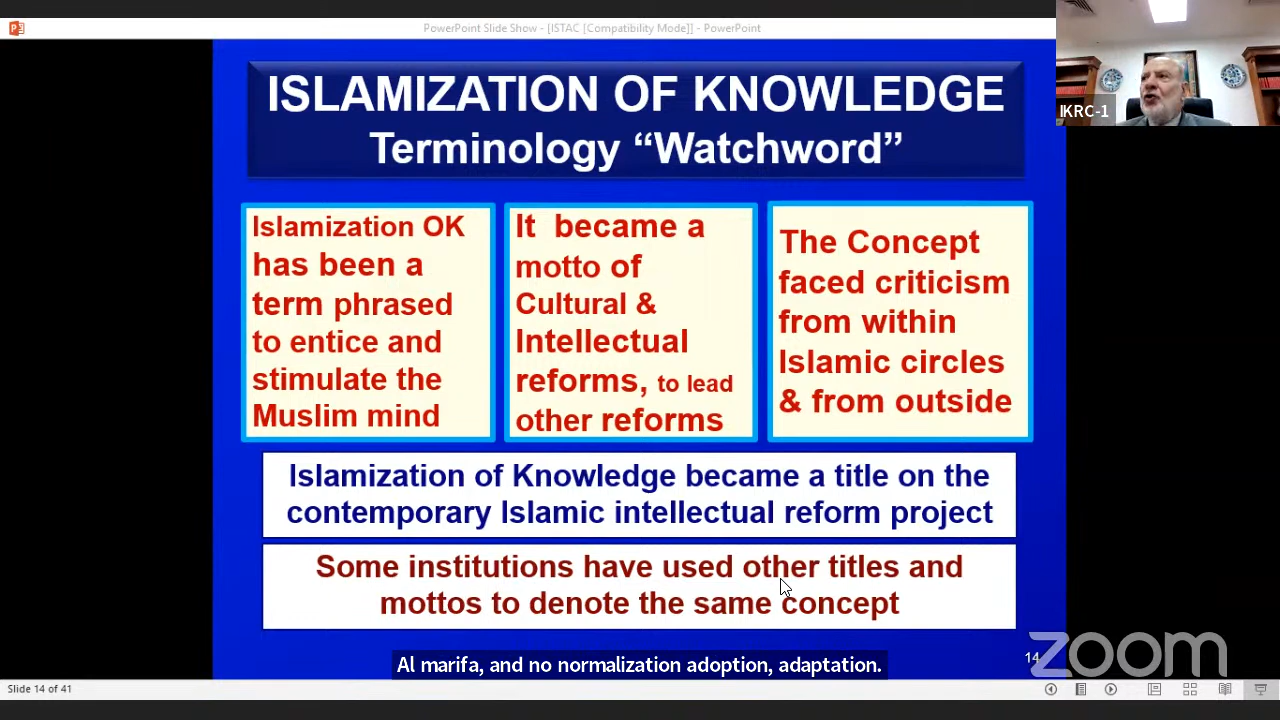 PowerPoint Slide Show - [ISTAC [Compatibility Mode]] - PowerPoint
IKRC-1
ISLAMIZATION OF KNOWLEDGE
Terminology “Watchword”
Islamization OK
has been a
term phrased
to entice and
stimulate the
Muslim mind
It became a
motto of
Cultural &
Intellectual
reforms, to lead
other reforms
The Concept
faced criticism
from within
Islamic circles
& from outside
Islamization of Knowledge became a title on the
contemporary Islamic intellectual reform project
Some institutions have used other titles and
mottos to denote the same concept
Al marifa, and no normalization adoption, adaptation.
14
zoom
Slide 14 of 41